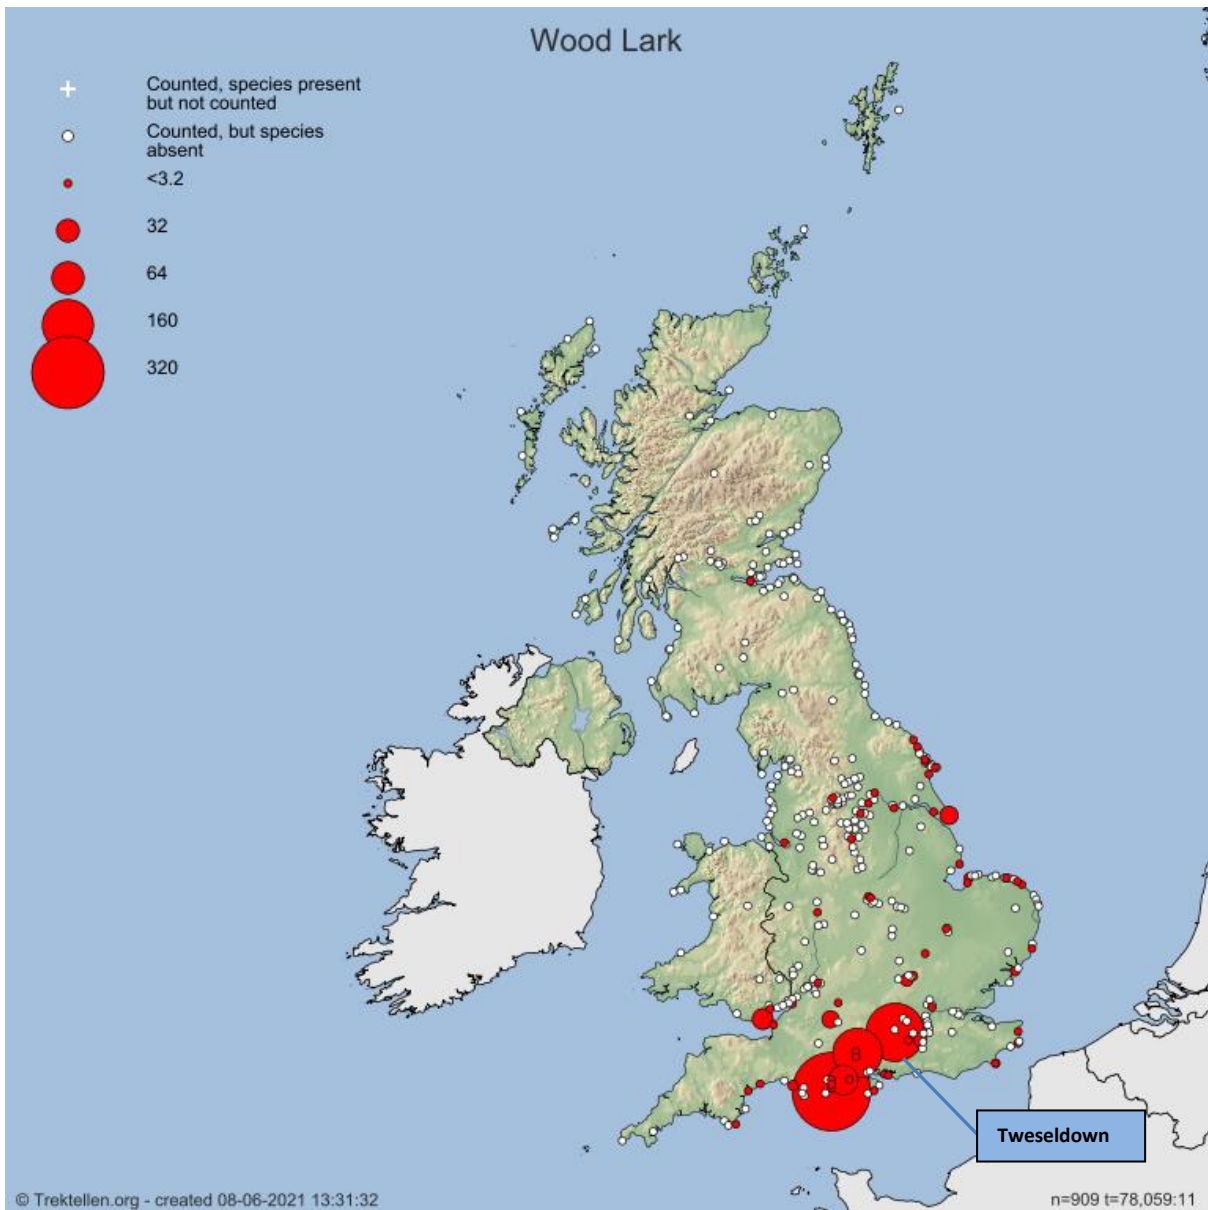 Wood Lark
Counted, species present
but not counted
Counted, but species
absent
<3.2
32
64
160
320
Tweseldown
© Trektellen.org - created 08-06-2021 13:31:32
n=909 t=78,059:11